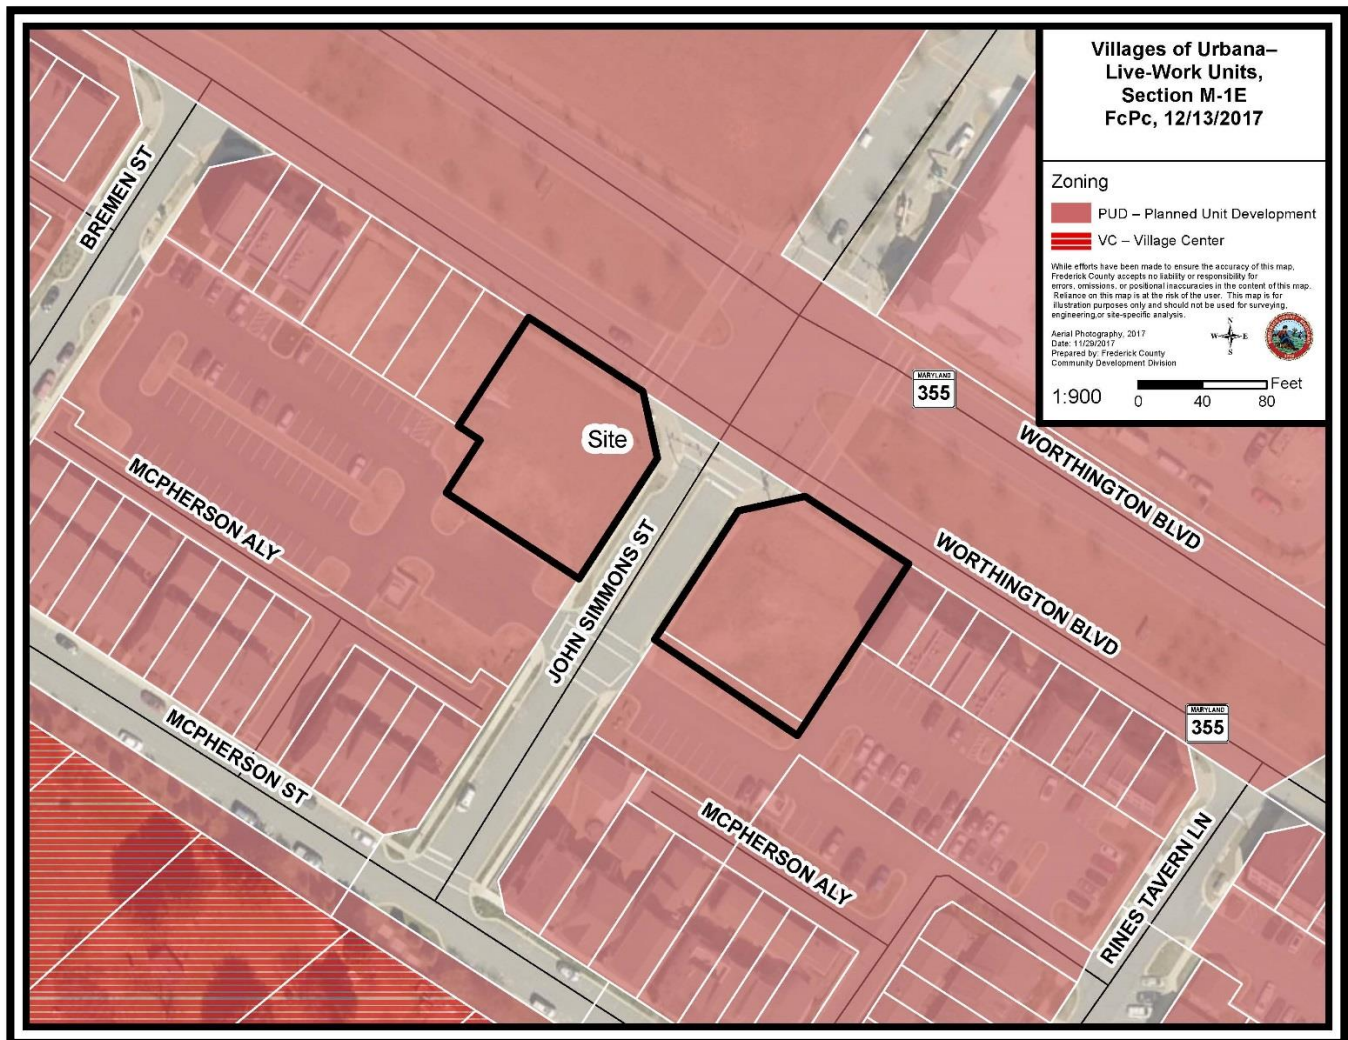 Villages of Urbana–
Live-Work Units,
Section M-1E
FcPc, 12/13/2017
Zoning
PUD – Planned Unit Development
VC – Village Center
While efforts have been made to ensure the accuracy of this map,
Frederick County accepts no liability or responsibility for
errors, omissions, or positional inaccuracies in the content of this map.
Reliance on this map is at the risk of the user. This map is for
illustration purposes only and should not be used for surveying,
engineering,or site-specific analysis.
Aerial Photography, 2017
Date: 11/29/2017
Prepared by: Frederick County
Community Development Division
N
W E
S
1:900
Feet
0 40 80
BREMEN ST
MARYLAND
355
WORTHINGTON BLVD
Site
MCPHERSON ALY
JOHN SIMMONS ST
WORTHINGTON BLVD
MARYLAND
355
MCPHERSON ST
MCPHERSON ALY
RINES TAVERN LN